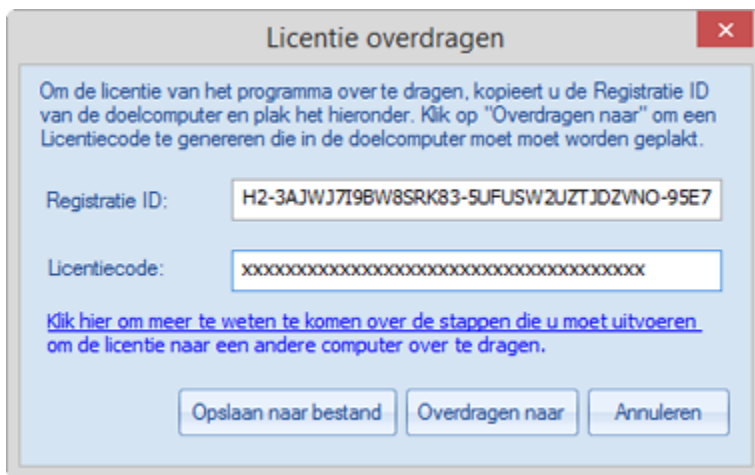 Licentie overdragen
Om de licentie van het programma over te dragen, kopieert u de Registratie ID
van de doelcomputer en plak het hieronder. Klik op "Overdragen naar" om een
Licentiecode te genereren die in de doelcomputer moet moet worden geplakt.
Registratie ID: H2-3AJWJ7I9BW8SRK83-5UFUSW2UZTJDZVNO-95E7
Licentiecode: xxxxxxxxxxxxxxxxxxxxxxxxxxxxxxxxxxxxx
Klik hier om meer te weten te komen over de stappen die u moet uitvoeren
om de licentie naar een andere computer over te dragen.
Opslaan naar bestand Overdragen naar Annuleren